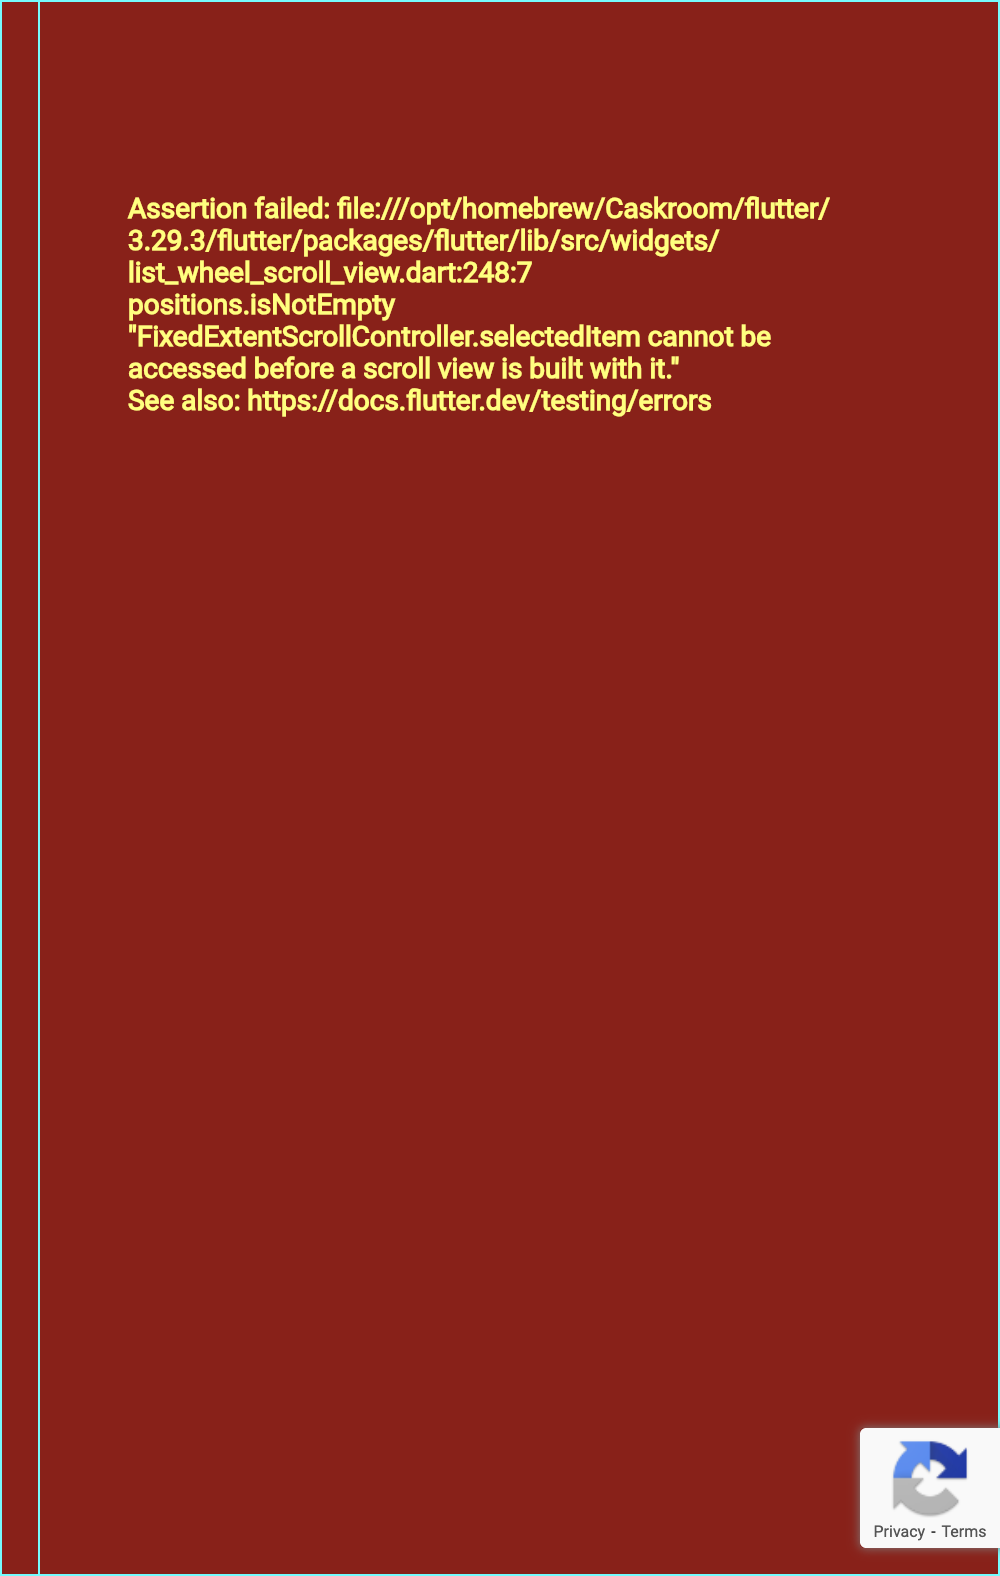 Assertion failed: file:///opt/homebrew/Caskroom/flutter/
3.29.3/flutter/packages/flutter/lib/src/widgets/
list_wheel_scroll_view.dart:248:7
positions.isNotEmpty
"FixedExtentScrollController.selectedItem cannot be
accessed before a scroll view is built with it."
See also: https://docs.flutter.dev/testing/errors
Privacy - Terms